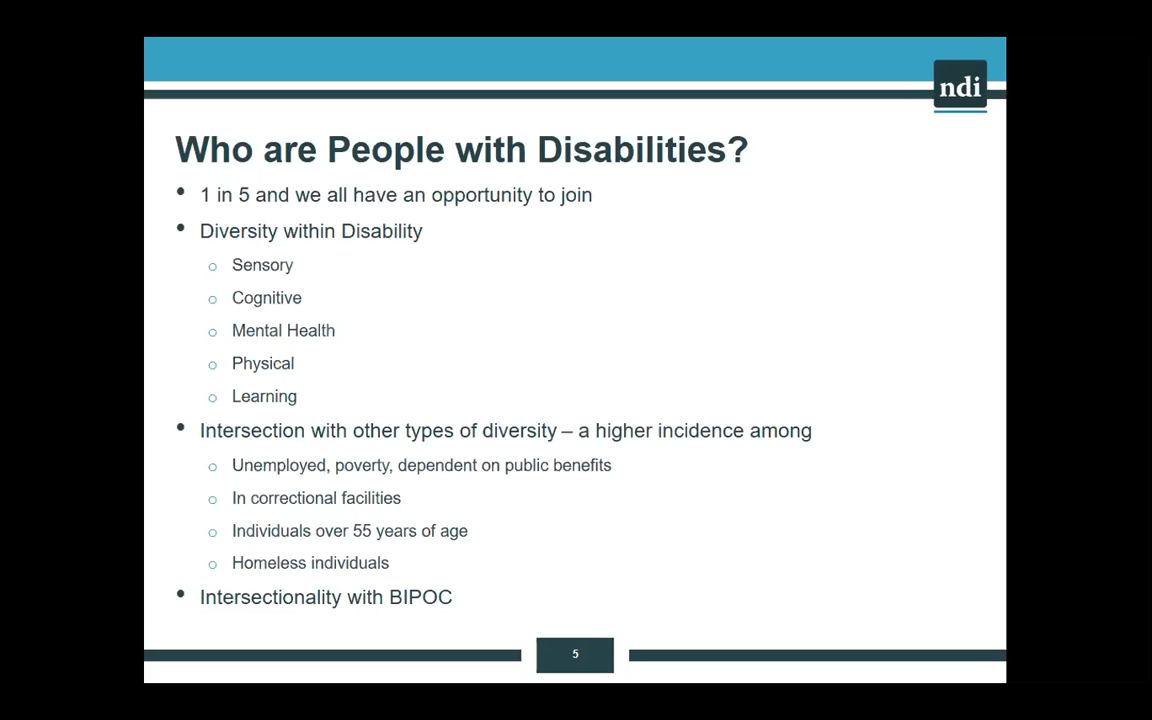 ndi
Who are People with Disabilities?
• 1 in 5 and we all have an opportunity to join
• Diversity within Disability
o Sensory
o Cognitive
o Mental Health
o Physical
o Learning
• Intersection with other types of diversity – a higher incidence among
o Unemployed, poverty, dependent on public benefits
o In correctional facilities
o Individuals over 55 years of age
o Homeless individuals
• Intersectionality with BIPOC
5